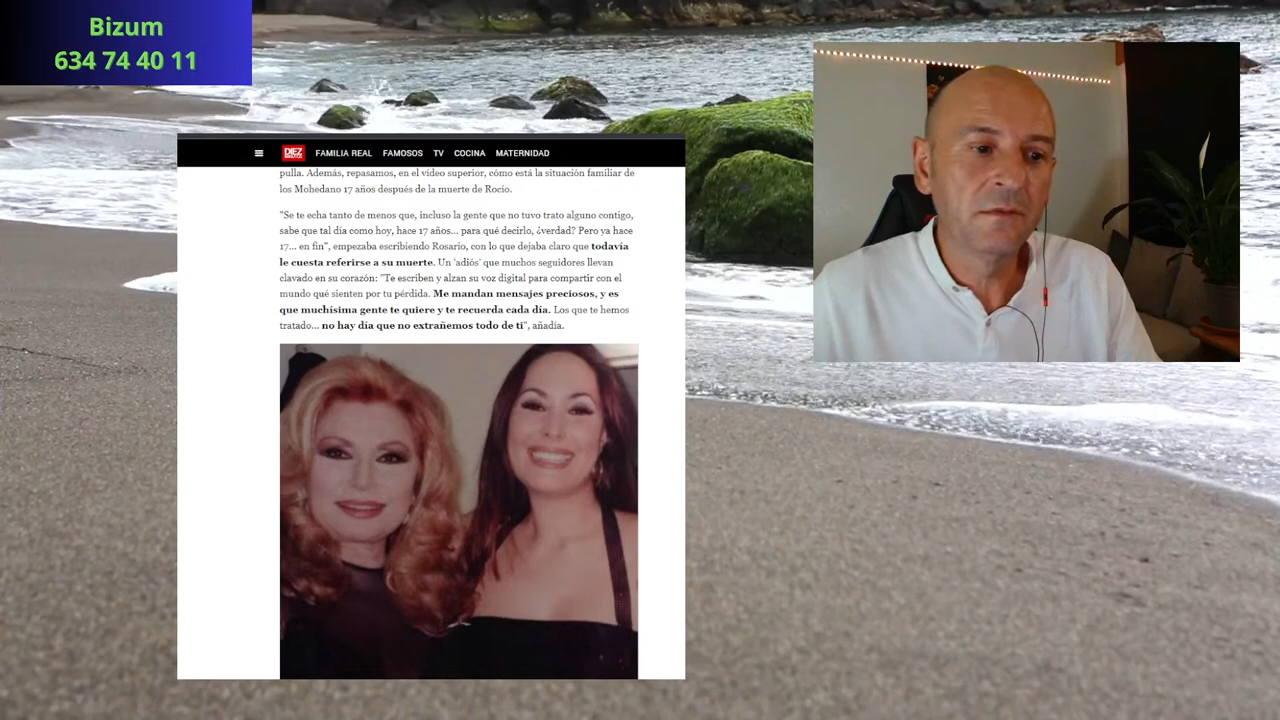 Bizum
634 74 40 11
DIEZ
MINUTOS
FAMILIA REAL FAMOSOS TV COCINA MATERNIDAD
pulla. Además, repasamos, en el vídeo superior, cómo está la situación familiar de
los Mohedano 17 años después de la muerte de Rocío.
"Se te echa tanto de menos que, incluso la gente que no tuvo trato alguno contigo,
sabe que tal día como hoy, hace 17 años... para qué decirlo, ¿verdad? Pero ya hace
17... en fin", empezaba escribiendo Rosario, con lo que dejaba claro que todavía
le cuesta referirse a su muerte. Un 'adiós' que muchos seguidores llevan
clavado en su corazón: "Te escriben y alzan su voz digital para compartir con el
mundo qué sienten por tu pérdida. Me mandan mensajes preciosos, y es
que muchísima gente te quiere y te recuerda cada día. Los que te hemos
tratado... no hay día que no extrañemos todo de ti", añadía.